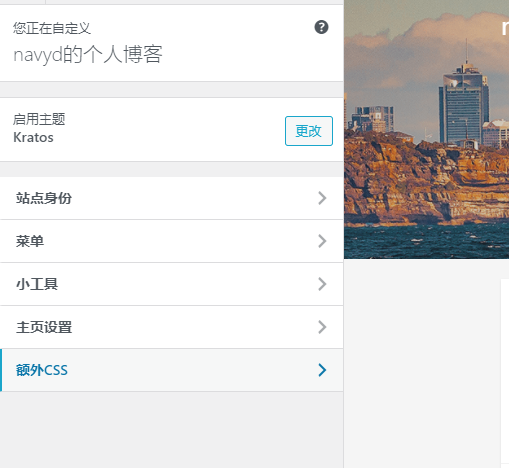 您正在自定义
navyd的个人博客
启用主题
Kratos
更改
站点身份
菜单
小工具
主页设置
额外CSS